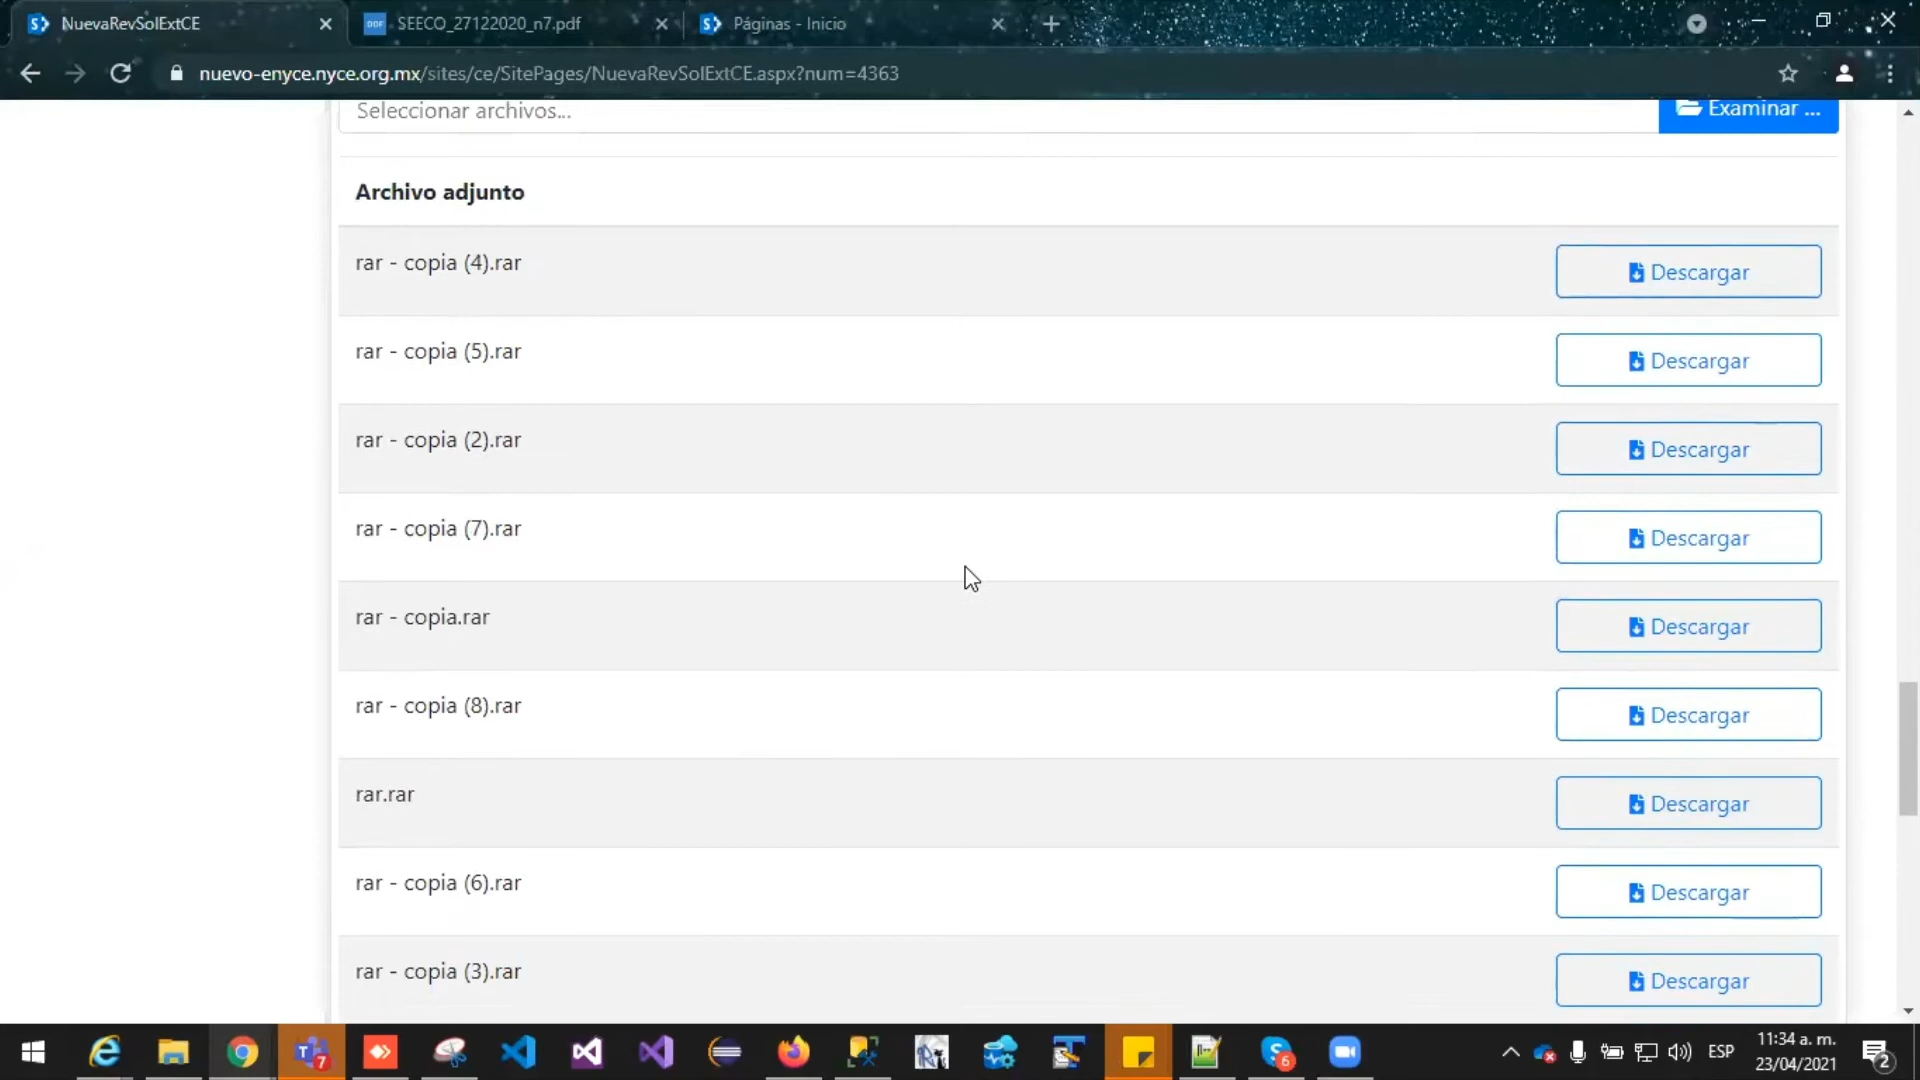 NuevaRevSolExtCE
SEECO_27122020_n7.pdf
Páginas - Inicio
nuevo-enyce.nyce.org.mx/sites/ce/SitePages/NuevaRevSolExtCE.aspx?num=4363
Seleccionar archivos...
Examinar ...
Archivo adjunto
rar - copia (4).rar
Descargar
rar - copia (5).rar
Descargar
rar - copia (2).rar
Descargar
rar - copia (7).rar
Descargar
rar - copia.rar
Descargar
rar - copia (8).rar
Descargar
rar.rar
Descargar
rar - copia (6).rar
Descargar
rar - copia (3).rar
Descargar
ESP
11:34 a. m.
23/04/2021
7
6
2